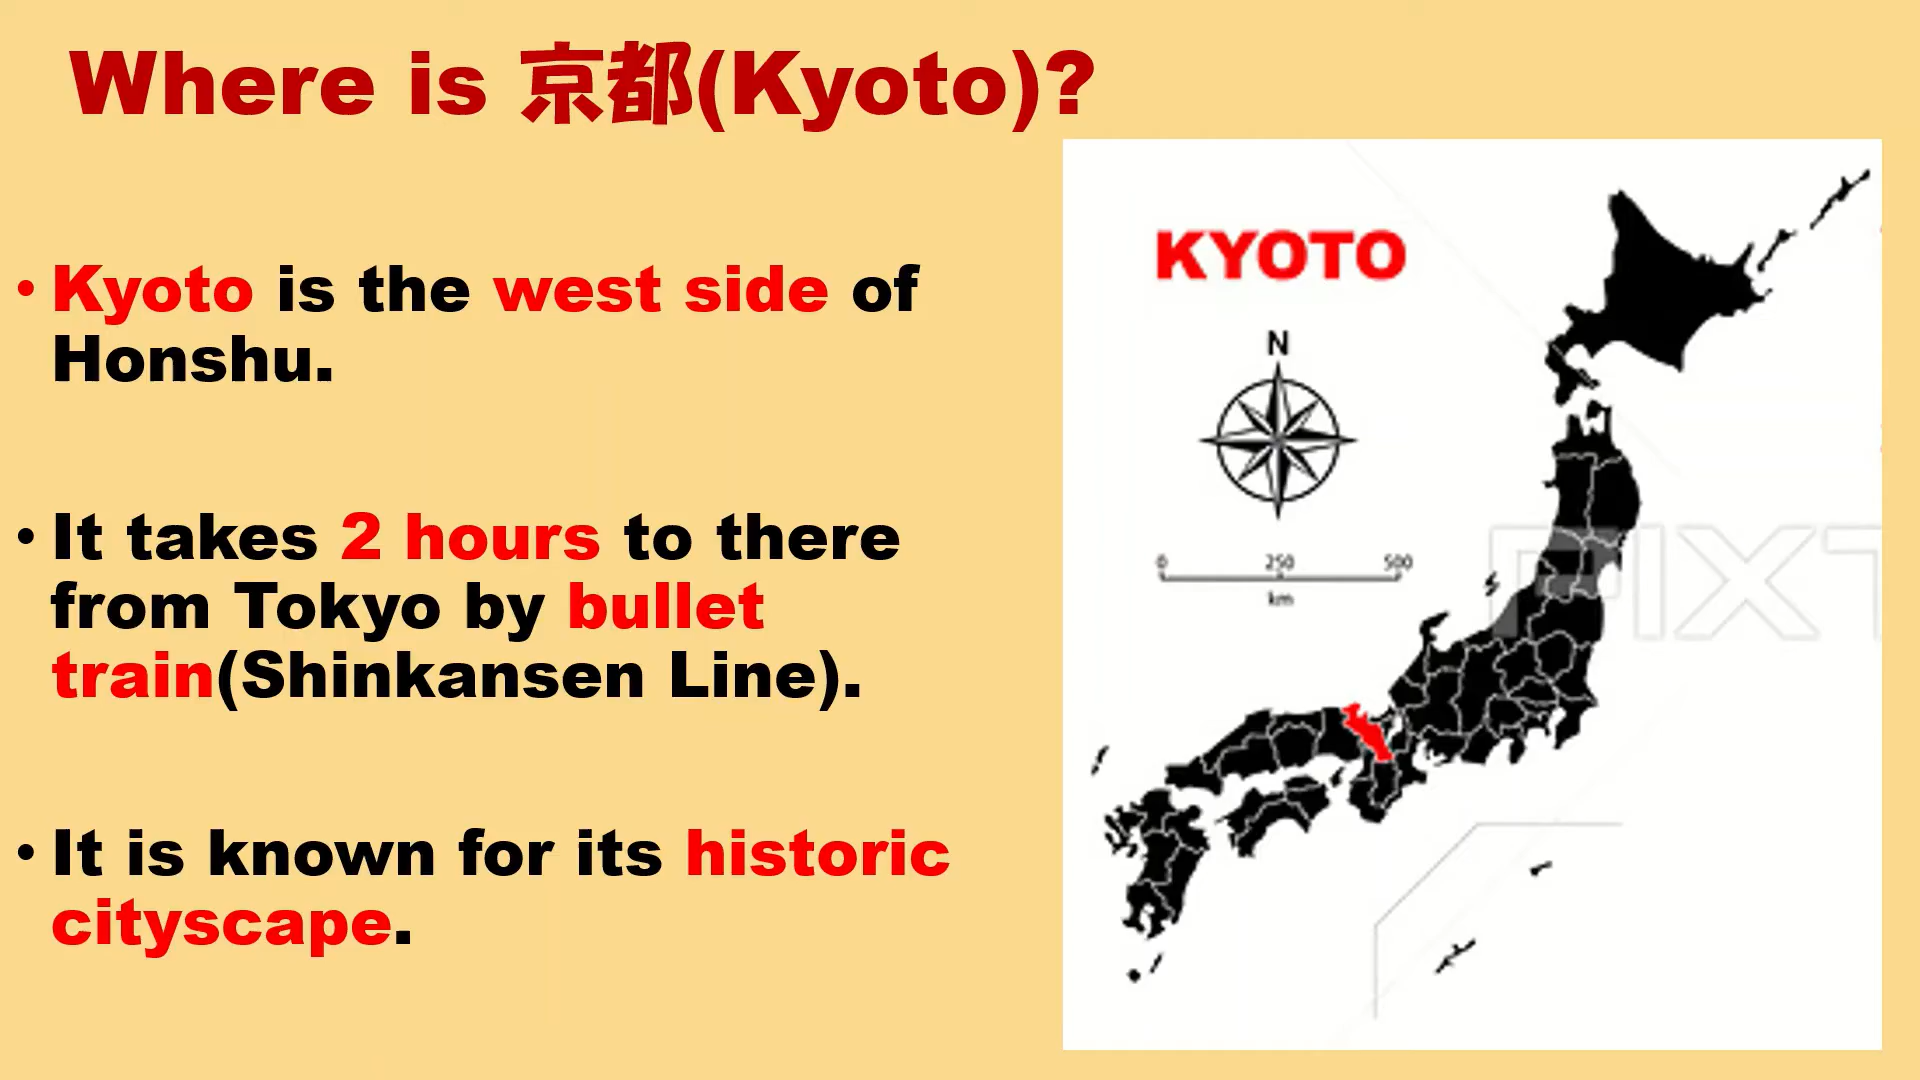 Where is 京都(Kyoto)?
• Kyoto is the west side of
Honshu.
• It takes 2 hours to there
from Tokyo by bullet
train(Shinkansen Line).
• It is known for its historic
cityscape.
KYOTO
N
0 250 500
km
PIXT